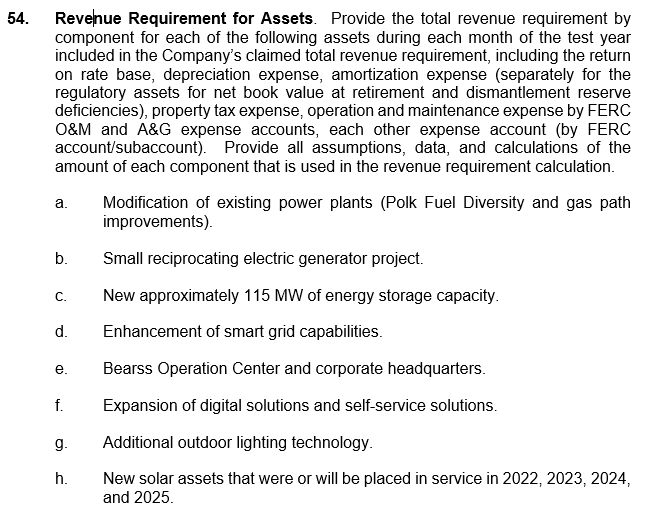 54. Revenue Requirement for Assets. Provide the total revenue requirement by
component for each of the following assets during each month of the test year
included in the Company's claimed total revenue requirement, including the return
on rate base, depreciation expense, amortization expense (separately for the
regulatory assets for net book value at retirement and dismantlement reserve
deficiencies), property tax expense, operation and maintenance expense by FERC
O&M and A&G expense accounts, each other expense account (by FERC
account/subaccount). Provide all assumptions, data, and calculations of the
amount of each component that is used in the revenue requirement calculation.
a. Modification of existing power plants (Polk Fuel Diversity and gas path
improvements).
b. Small reciprocating electric generator project.
c. New approximately 115 MW of energy storage capacity.
d. Enhancement of smart grid capabilities.
e. Bearss Operation Center and corporate headquarters.
f. Expansion of digital solutions and self-service solutions.
g. Additional outdoor lighting technology.
h. New solar assets that were or will be placed in service in 2022, 2023, 2024,
and 2025.